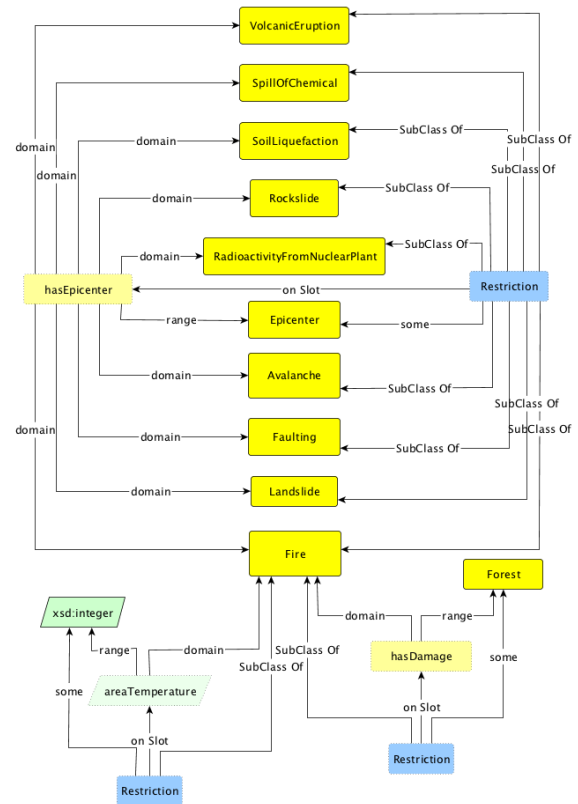 VolcanicEruption
SpillOfChemical
domain
SubClass Of
SubClass Of
domain
SoilLiquefaction
SubClass Of
domain
domain
Rockslide
SubClass Of
domain
RadioactivityFromNuclearPlant
SubClass Of
hasEpicenter
on Slot
Restriction
range
Epicenter
some
domain
Avalanche
SubClass Of
SubClass Of
domain
domain
Faulting
SubClass Of
SubClass Of
domain
Landslide
Fire
Forest
xsd:integer
domain
range
range
domain
SubClass Of
hasDamage
some
SubClass Of
some
areaTemperature
on Slot
on Slot
Restriction
Restriction